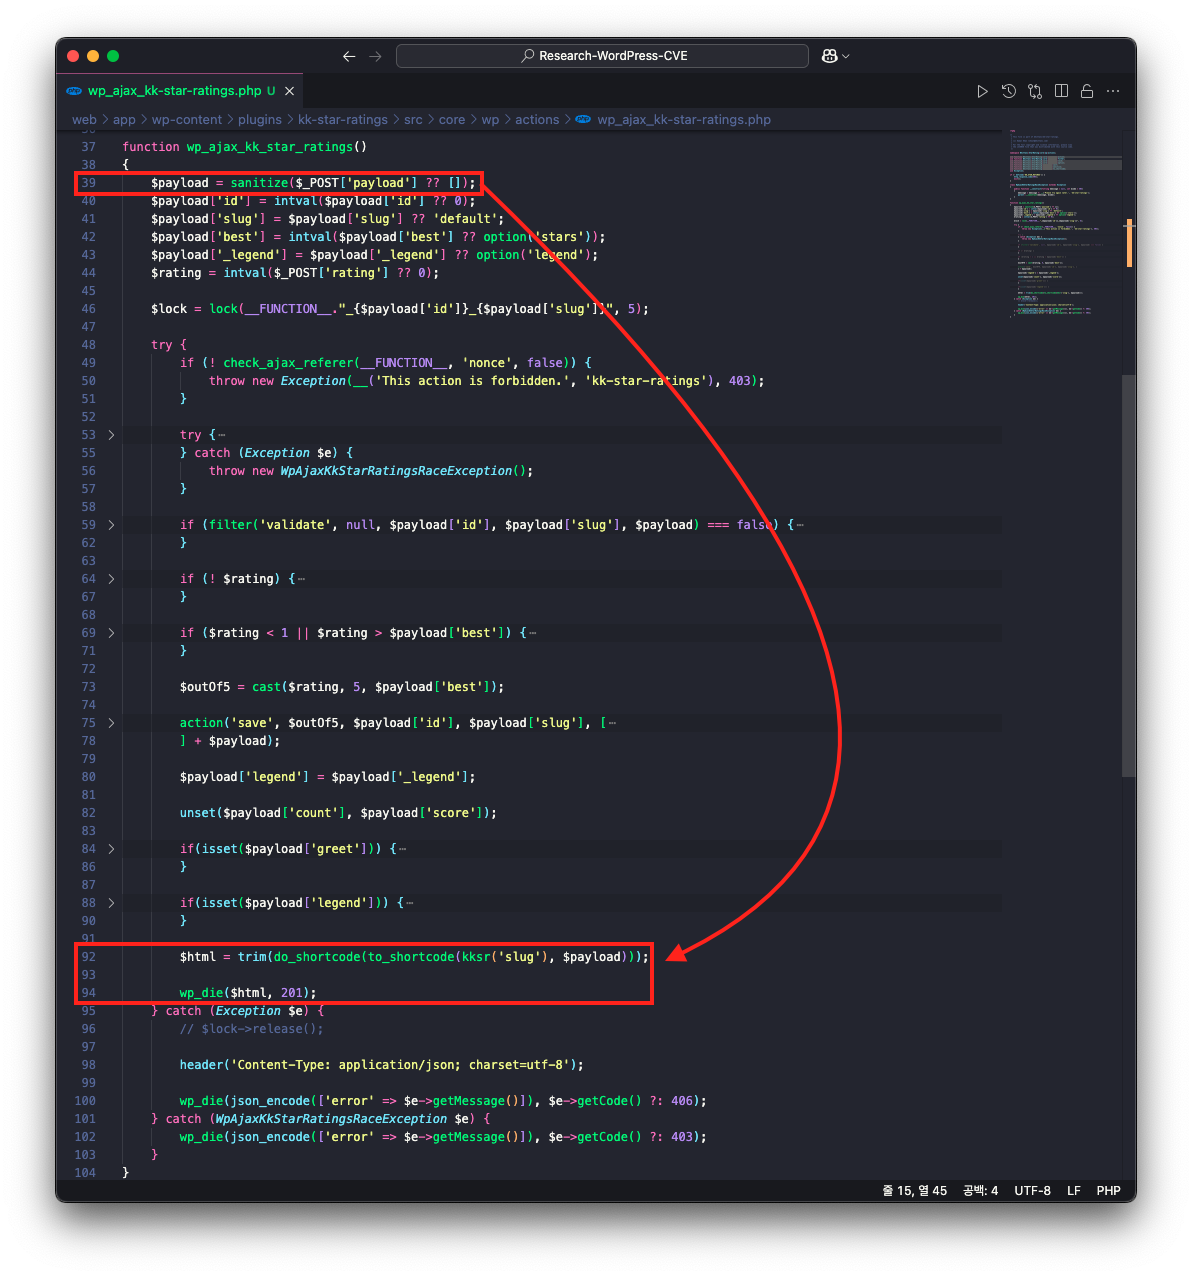 Research-WordPress-CVE
wp_ajax_kk-star-ratings.php U
web > app > wp-content > plugins > kk-star-ratings > src > core > wp > actions > wp_ajax_kk-star-ratings.php
37 function wp_ajax_kk_star_ratings()
38 {
39 $payload = sanitize($_POST['payload'] ?? []);
40 $payload['id'] = intval($payload['id'] ?? 0);
41 $payload['slug'] = $payload['slug'] ?? 'default';
42 $payload['best'] = intval($payload['best'] ?? option('stars'));
43 $payload['_legend'] = $payload['_legend'] ?? option('legend');
44 $rating = intval($_POST['rating'] ?? 0);
45
46 $lock = lock(__FUNCTION__."_{$payload['id']}_{$payload['slug']}", 5);
47
48 try {
49 if (! check_ajax_referer(__FUNCTION__, 'nonce', false)) {
50 throw new Exception(__('This action is forbidden.', 'kk-star-ratings'), 403);
51 }
52
53 try {…
55 } catch (Exception $e) {
56 throw new WpAjaxKkStarRatingsRaceException();
57 }
58
59 if (filter('validate', null, $payload['id'], $payload['slug'], $payload) === false) {…
62 }
63
64 if (! $rating) {…
67 }
68
69 if ($rating < 1 || $rating > $payload['best']) {…
71 }
72
73 $outOf5 = cast($rating, 5, $payload['best']);
74
75 action('save', $outOf5, $payload['id'], $payload['slug'], […
78 ] + $payload);
79
80 $payload['legend'] = $payload['_legend'];
81
82 unset($payload['count'], $payload['score']);
83
84 if(isset($payload['greet'])) {…
86 }
87
88 if(isset($payload['legend'])) {…
90 }
91
92 $html = trim(do_shortcode(to_shortcode(kksr('slug'), $payload)));
93
94 wp_die($html, 201);
95 } catch (Exception $e) {
96 // $lock->release();
97
98 header('Content-Type: application/json; charset=utf-8');
99
100 wp_die(json_encode(['error' => $e->getMessage()]), $e->getCode() ?: 406);
101 } catch (WpAjaxKkStarRatingsRaceException $e) {
102 wp_die(json_encode(['error' => $e->getMessage()]), $e->getCode() ?: 403);
103 }
104 }
줄 15, 열 45 공백: 4 UTF-8 LF PHP